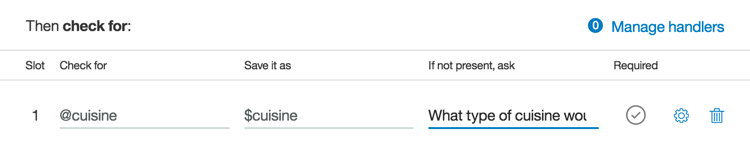 Then check for: 0 Manage handlers
Slot Check for Save it as If not present, ask Required
1 @cuisine $cuisine What type of cuisine wou